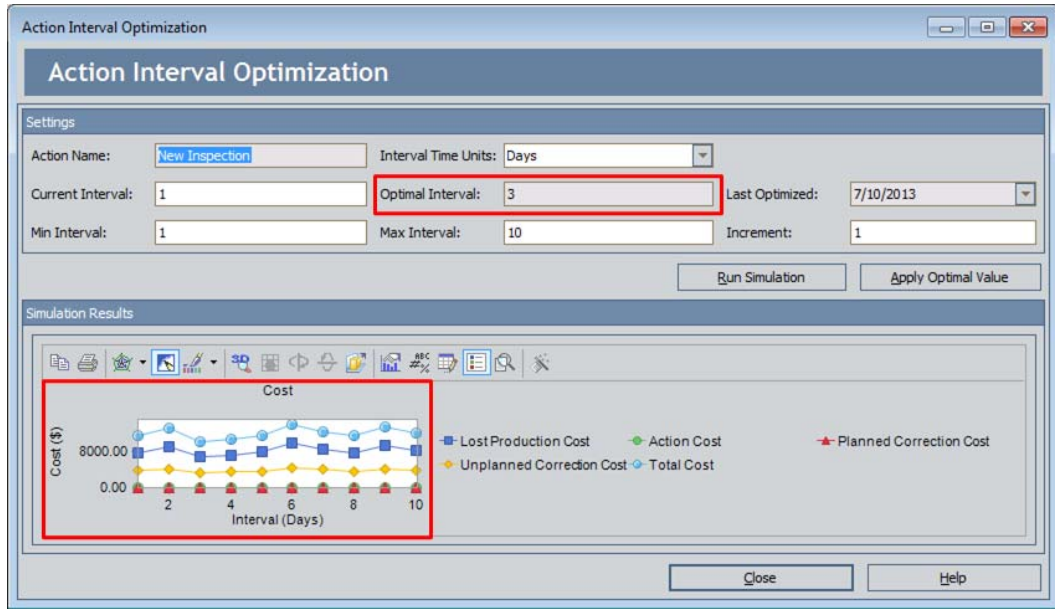 Action Interval Optimization
Action Interval Optimization
Settings
Action Name: New Inspection Interval Time Units: Days
Current Interval: 1 Optimal Interval: 3 Last Optimized: 7/10/2013
Min Interval: 1 Max Interval: 10 Increment: 1
Run Simulation Apply Optimal Value
Simulation Results
3D ABC #%
Cost
Cost ($)
8000.00
0.00
2 4 6 8 10
Interval (Days)
Lost Production Cost Action Cost Planned Correction Cost
Unplanned Correction Cost Total Cost
Close Help